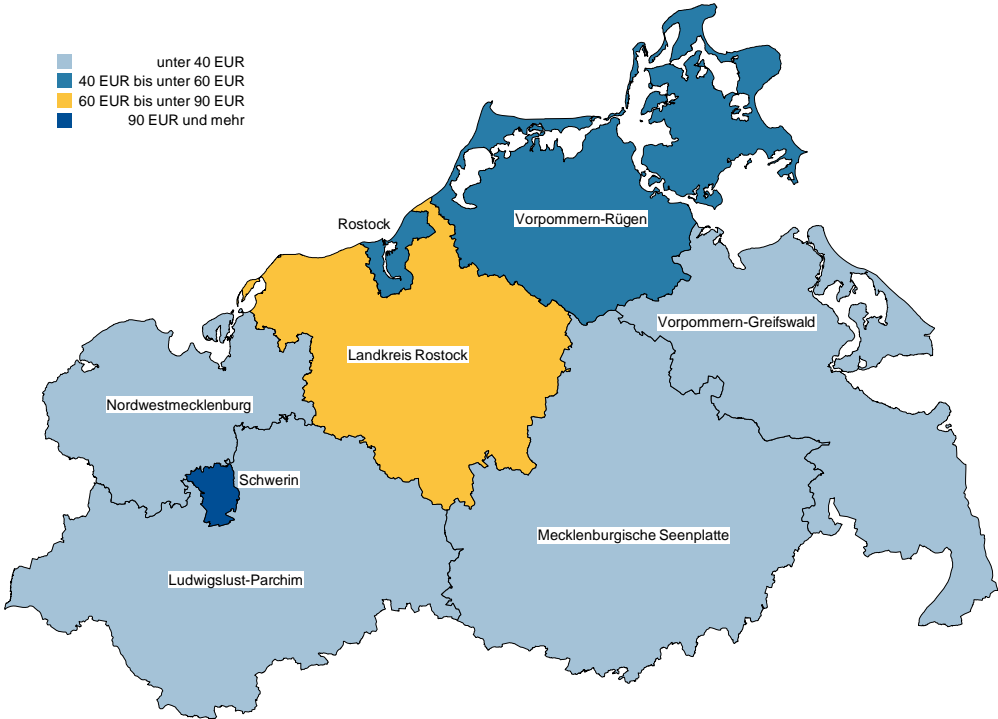 unter 40 EUR
40 EUR bis unter 60 EUR
60 EUR bis unter 90 EUR
90 EUR und mehr
Rostock
Vorpommern-Rügen
Vorpommern-Greifswald
Landkreis Rostock
Nordwestmecklenburg
Schwerin
Mecklenburgische Seenplatte
Ludwigslust-Parchim